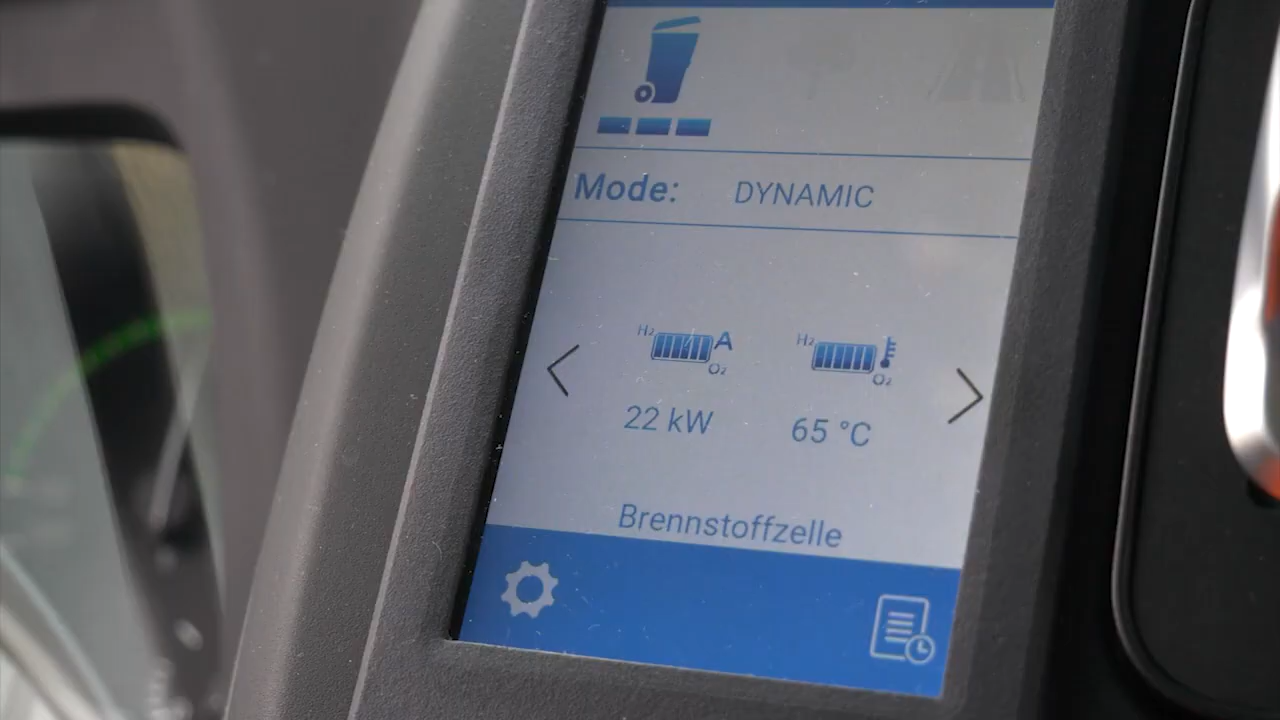 Mode: DYNAMIC
H₂ A O₂ H₂ O₂
22 kW 65 °C
Brennstoffzelle